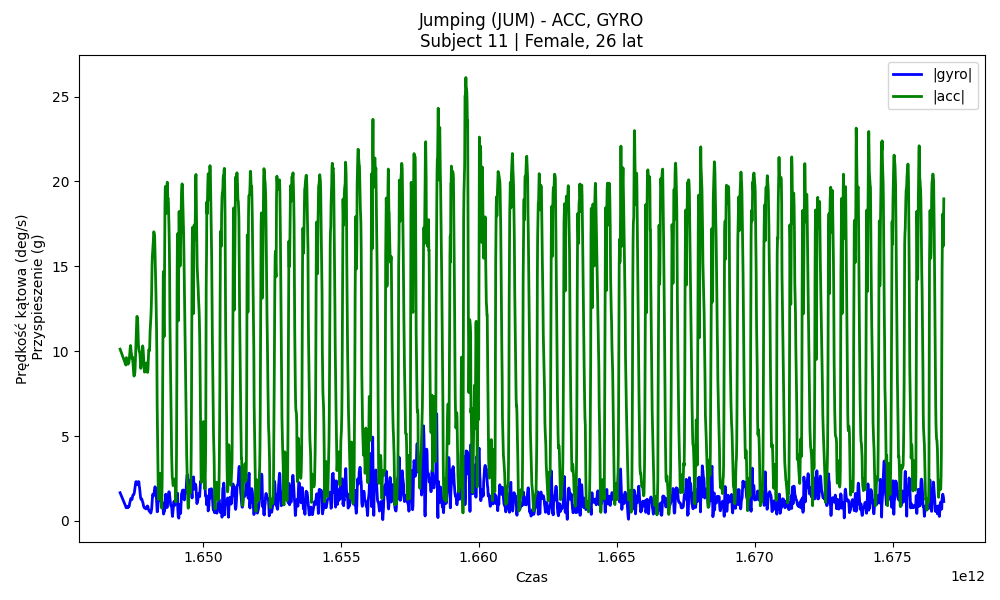 Jumping (JUM) - ACC, GYRO
Subject 11 | Female, 26 lat
|gyro|
|acc|
Prędkość kątowa (deg/s)
Przyspieszenie (g)
25
20
15
10
5
0
1.650
1.655
1.660
1.665
1.670
1.675
1e12
Czas